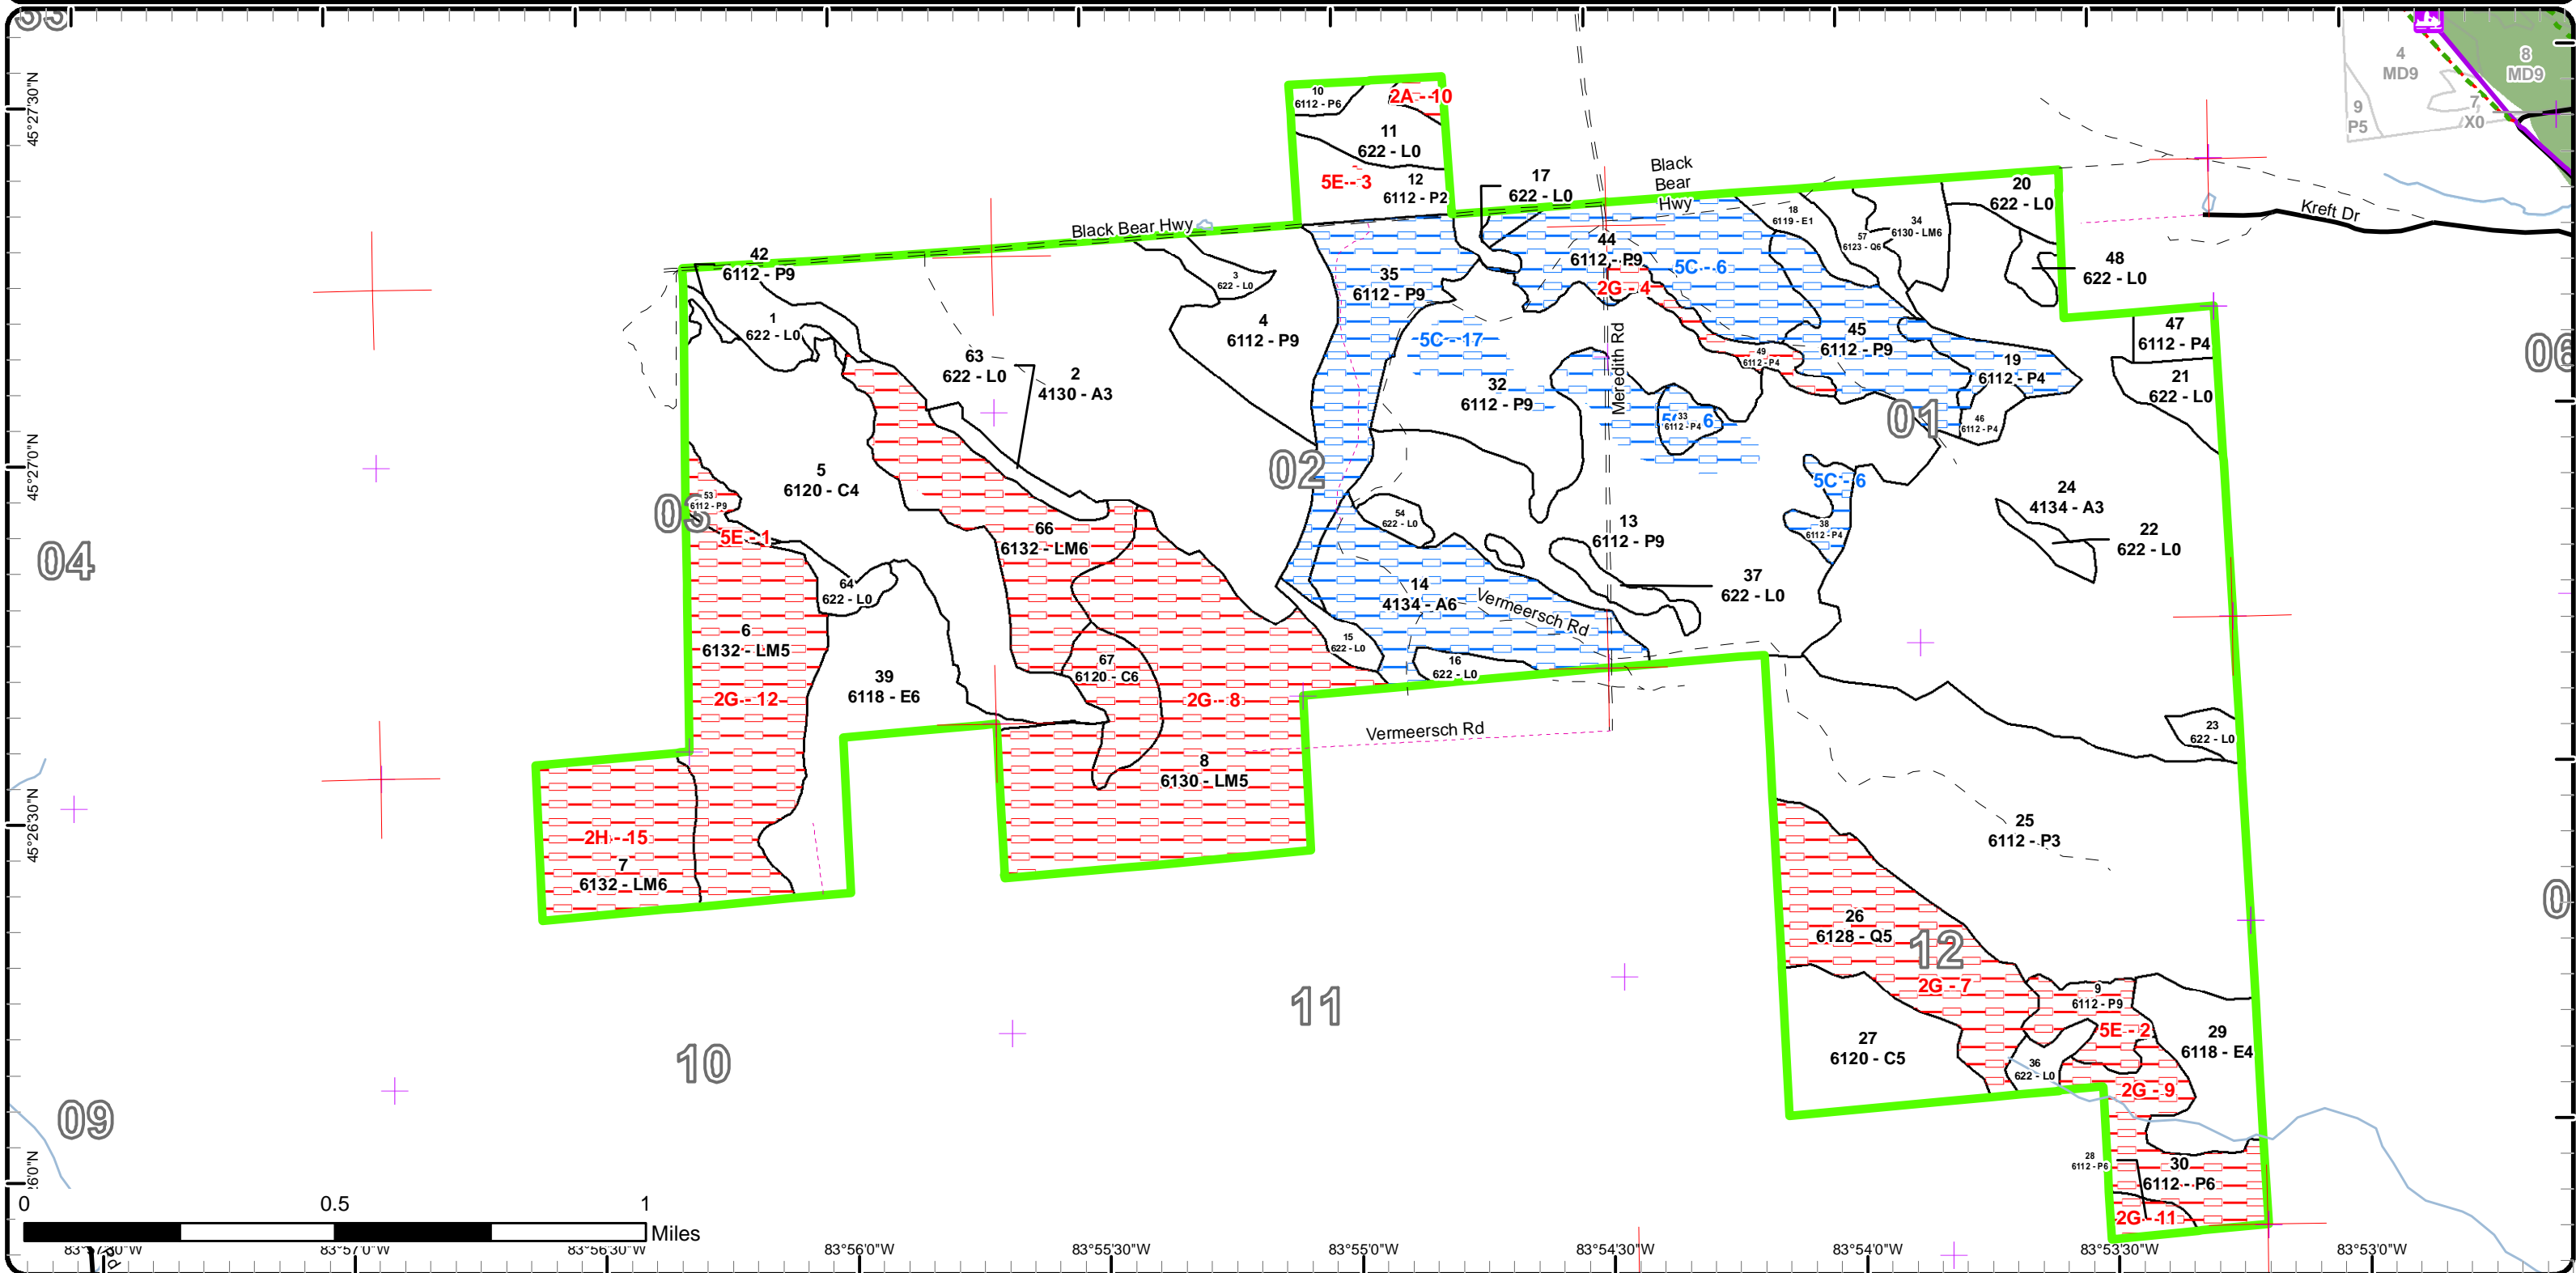 4
MD9
8
MD9
9
P5
7
X0
45°27'30"N
10
6112 - P6
2A - 10
11
622 - L0
5E - 3
12
6112 - P2
17
622 - L0
Black
Bear
Hwy
Black Bear Hwy
Kreft Dr
18
6119 - E1
57
6123 - Q6
34
6130 - LM6
20
622 - L0
48
622 - L0
42
6112 - P9
1
622 - L0
3
622 - L0
4
6112 - P9
35
6112 - P9
44
6112 - P9
5C - 6
2G - 4
5C - 17
45
6112 - P9
49
6112 - P4
19
6112 - P4
46
6112 - P4
47
6112 - P4
21
622 - L0
06
63
622 - L0
2
4130 - A3
32
6112 - P9
Meredith Rd
33
6112 - P4
01
02
5
6120 - C4
45°27'0"N
53
6112 - P9
03
5E - 1
04
66
6132 - LM6
54
622 - L0
13
6112 - P9
5C - 6
38
6112 - P4
24
4134 - A3
22
622 - L0
64
622 - L0
14
4134 - A6
Vermeersch Rd
37
622 - L0
6
6132 - LM5
15
622 - L0
16
622 - L0
67
6120 - C6
39
6118 - E6
2G - 12
2G - 8
Vermeersch Rd
23
622 - L0
8
6130 - LM5
45°26'30"N
2H - 15
7
6132 - LM6
25
6112 - P3
26
6128 - Q5
12
2G - 7
11
10
09
9
6112 - P9
5E - 2
27
6120 - C5
36
622 - L0
29
6118 - E4
2G - 9
28
6112 - P6
30
6112 - P6
2G - 11
0
0.5
1
Miles
83°56'30"W
83°57'0"W
83°56'0"W
83°55'30"W
83°55'0"W
83°54'30"W
83°54'0"W
83°53'30"W
83°53'0"W